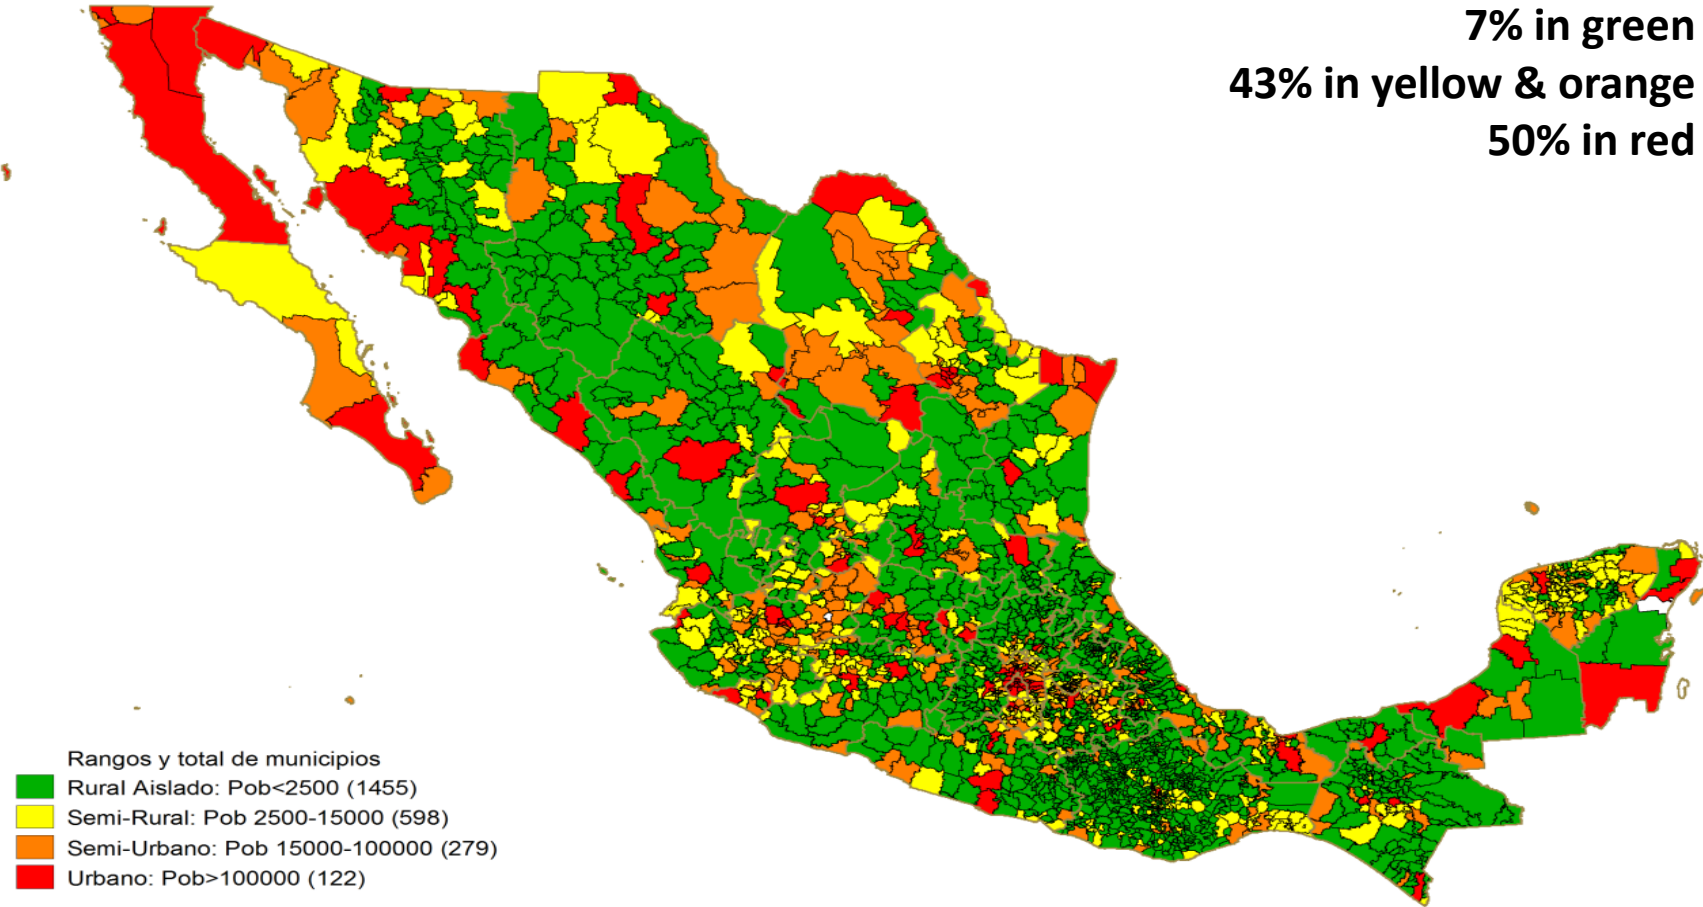 7% in green
43% in yellow & orange
50% in red
Rangos y total de municipios
Rural Aislado: Pob<2500 (1455)
Semi-Rural: Pob 2500-15000 (598)
Semi-Urbano: Pob 15000-100000 (279)
Urbano: Pob>100000 (122)